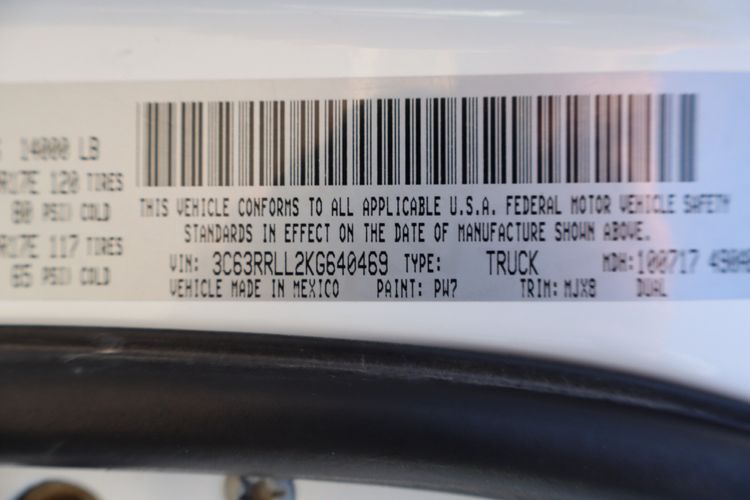 14000 LB
R17E 120 TIRES
80 PSI/ COLD
R17E 117 TIRES
65 PSI/ COLD
THIS VEHICLE CONFORMS TO ALL APPLICABLE U.S.A. FEDERAL MOTOR VEHICLE SAFETY
STANDARDS IN EFFECT ON THE DATE OF MANUFACTURE SHOWN ABOVE.
VIN: 3C63RRLL2KG640469 TYPE: TRUCK MDH: 100717
VEHICLE MADE IN MEXICO PAINT: PW7 TRIM: MJX8 DUAL